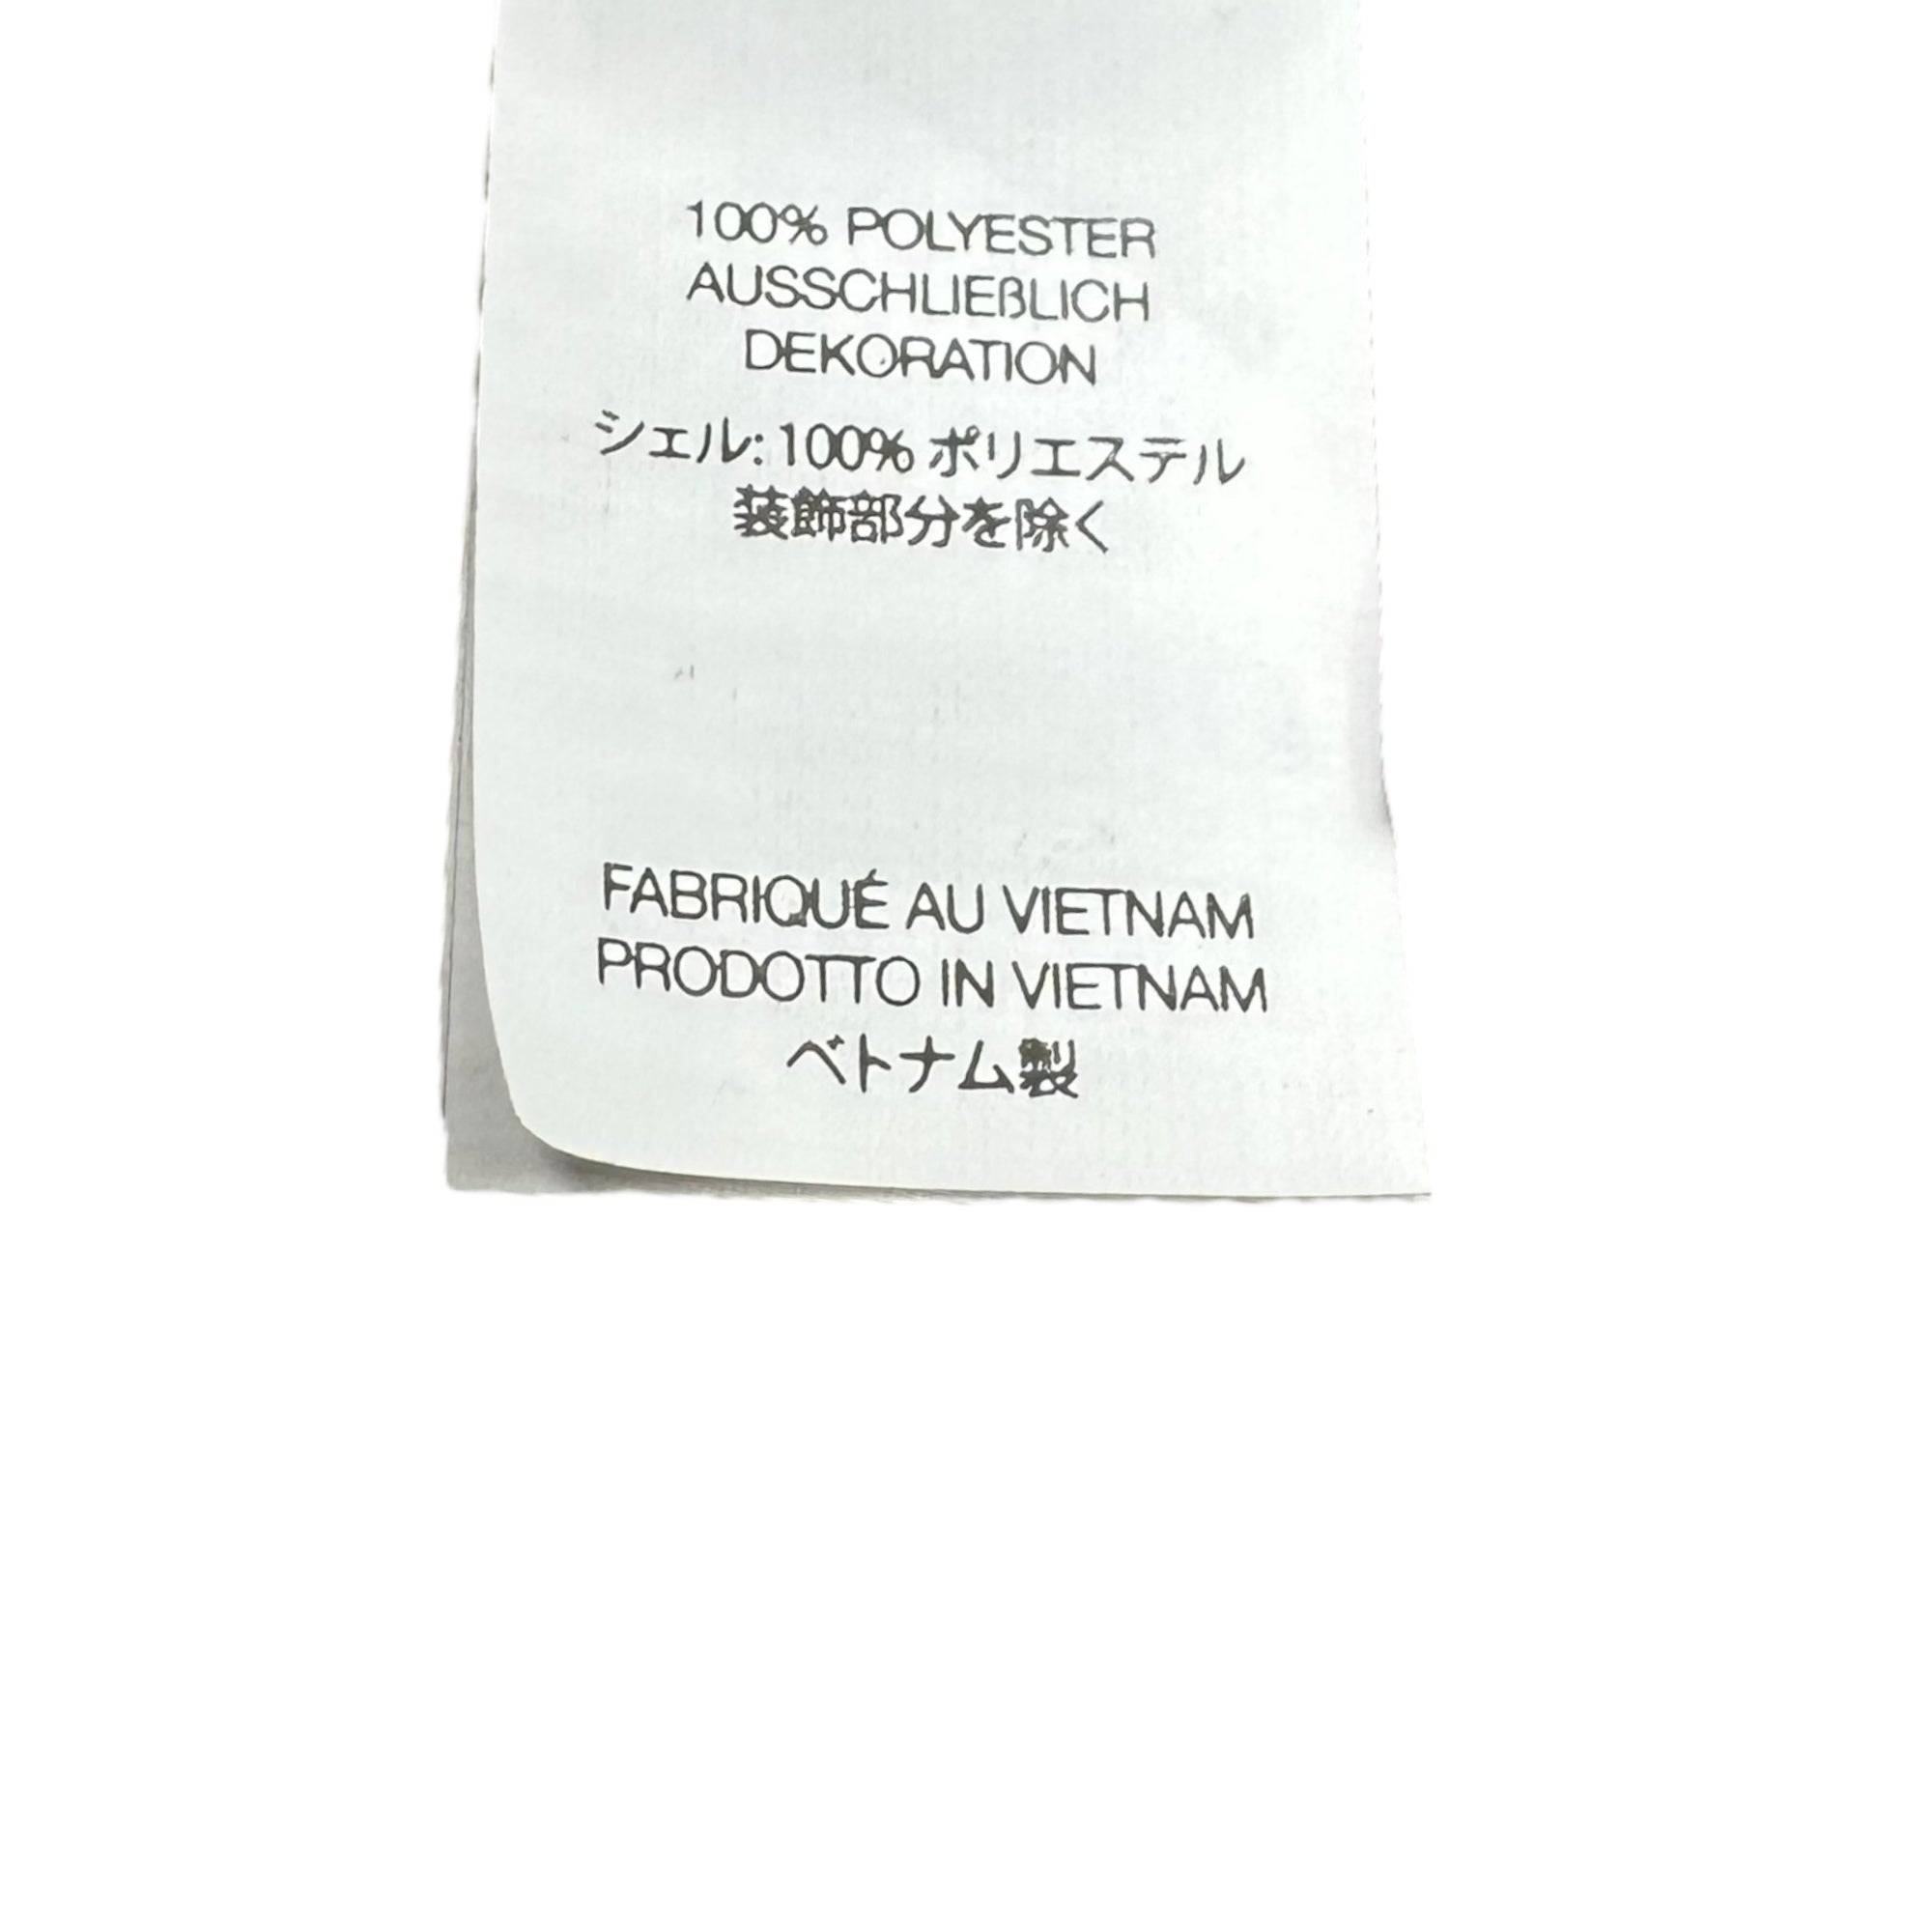 100% POLYESTER
AUSSCHLIEßLICH
DEKORATION
シェル: 100% ポリエステル
装飾部分を除く
FABRIQUÉ AU VIETNAM
PRODOTTO IN VIETNAM
ベトナム製